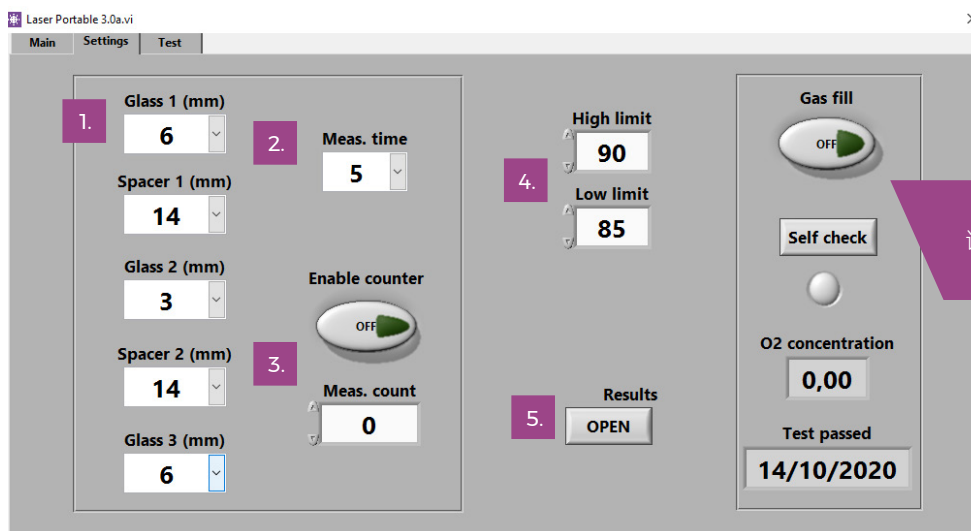 Laser Portable 3.0a.vi
Main Settings Test
1.
Glass 1 (mm)
6
Spacer 1 (mm)
14
Glass 2 (mm)
3
Spacer 2 (mm)
14
Glass 3 (mm)
6
2.
Meas. time
5
Enable counter
OFF
3.
Meas. count
0
4.
High limit
90
Low limit
85
5.
Results
OPEN
Gas fill
OFF
Self check
O2 concentration
0,00
Test passed
14/10/2020